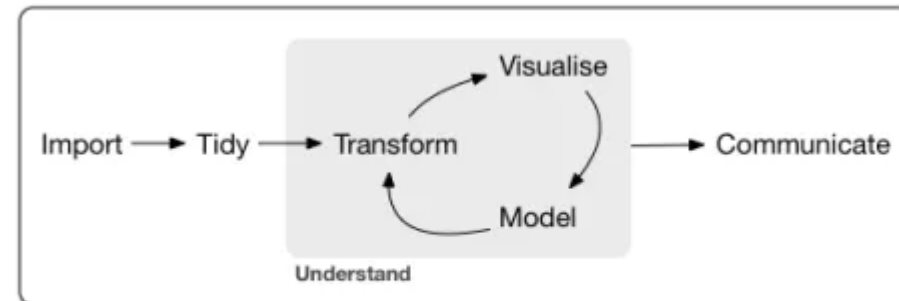 Visualise
Import Tidy Transform Communicate
Model
Understand